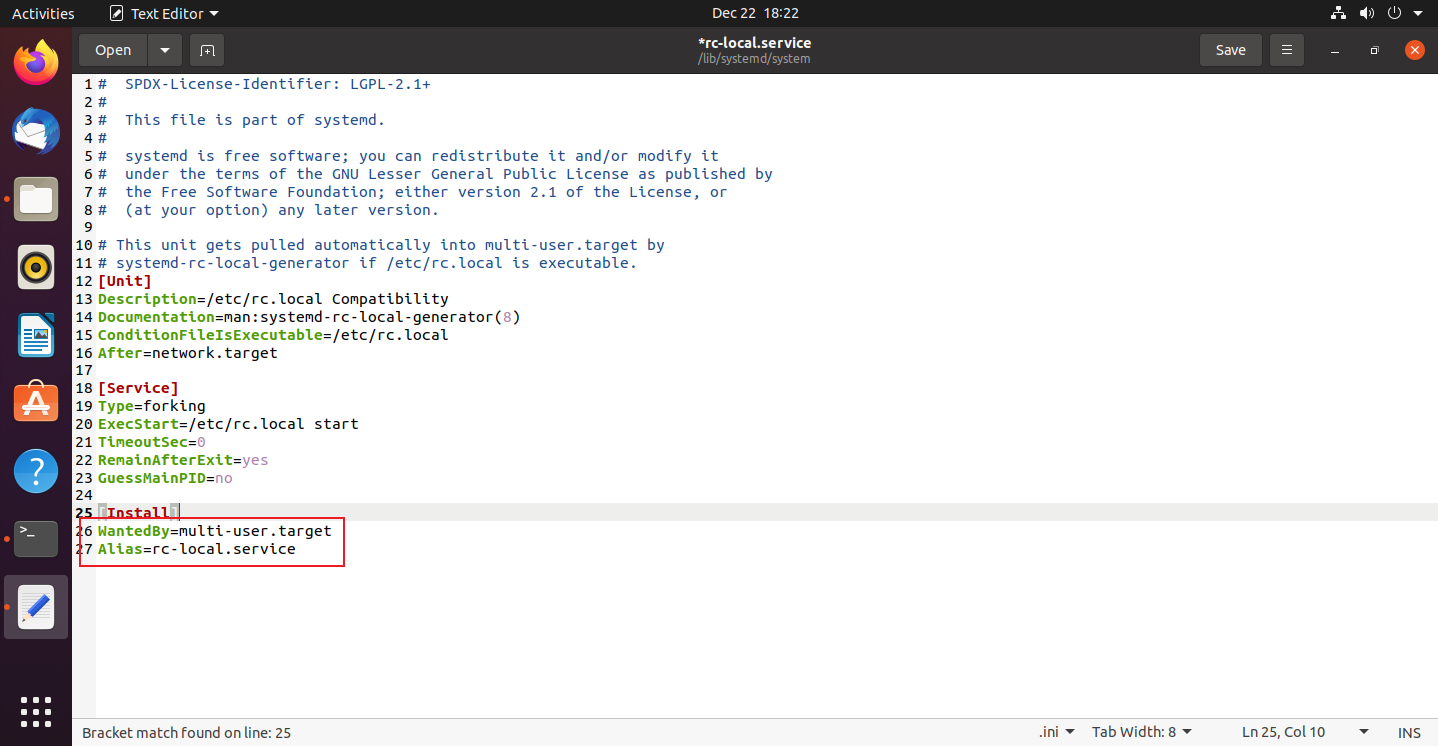 Activities Text Editor Dec 22 18:22
Open *rc-local.service Save
/lib/systemd/system
1 # SPDX-License-Identifier: LGPL-2.1+
2 #
3 # This file is part of systemd.
4 #
5 # systemd is free software; you can redistribute it and/or modify it
6 # under the terms of the GNU Lesser General Public License as published by
7 # the Free Software Foundation; either version 2.1 of the License, or
8 # (at your option) any later version.
9
10 # This unit gets pulled automatically into multi-user.target by
11 # systemd-rc-local-generator if /etc/rc.local is executable.
12 [Unit]
13 Description=/etc/rc.local Compatibility
14 Documentation=man:systemd-rc-local-generator(8)
15 ConditionFileIsExecutable=/etc/rc.local
16 After=network.target
17
18 [Service]
19 Type=forking
20 ExecStart=/etc/rc.local start
21 TimeoutSec=0
22 RemainAfterExit=yes
23 GuessMainPID=no
24
25 [Install]
26 WantedBy=multi-user.target
27 Alias=rc-local.service
Bracket match found on line: 25 .ini Tab Width: 8 Ln 25, Col 10 INS